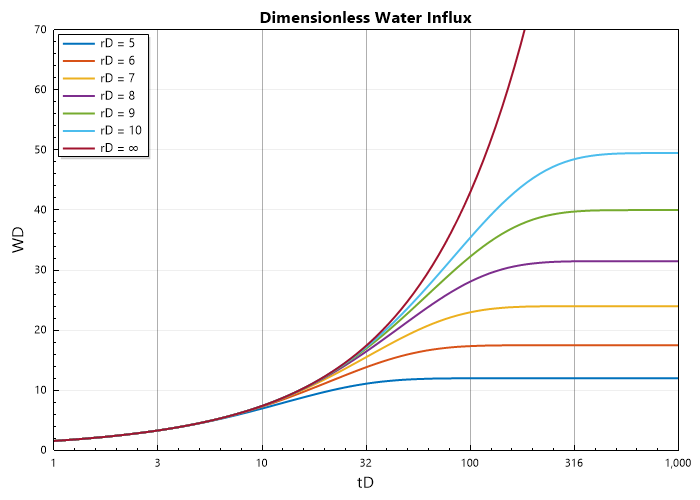 Dimensionless Water Influx
70
60
50
40
30
20
10
0
WD
rD = 5
rD = 6
rD = 7
rD = 8
rD = 9
rD = 10
rD = ∞
1
3
10
32
100
316
1,000
tD